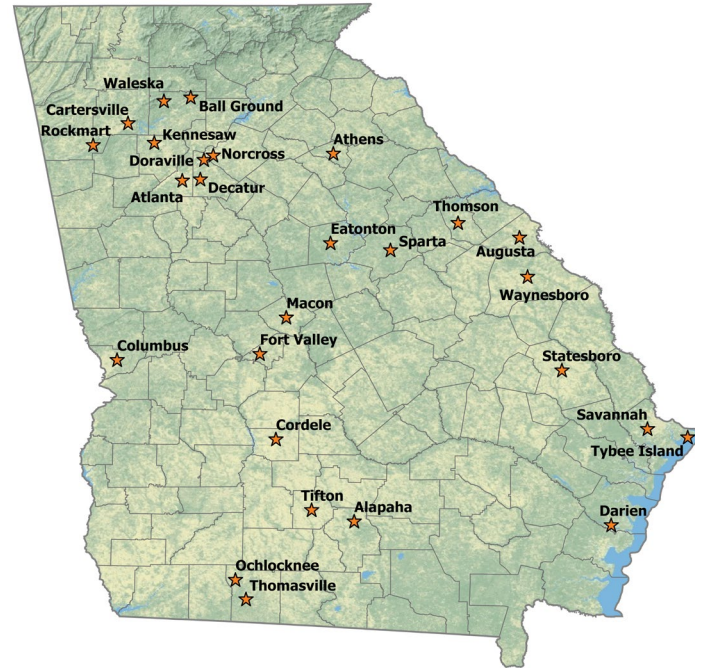 Waleska
Ball Ground
Cartersville
Rockmart
Kennesaw
Doraville
Norcross
Athens
Atlanta
Decatur
Thomson
Eatonton
Sparta
Augusta
Waynesboro
Macon
Fort Valley
Columbus
Statesboro
Savannah
Cordele
Tybee Island
Tifton
Alapaha
Darien
Ochlocknee
Thomasville